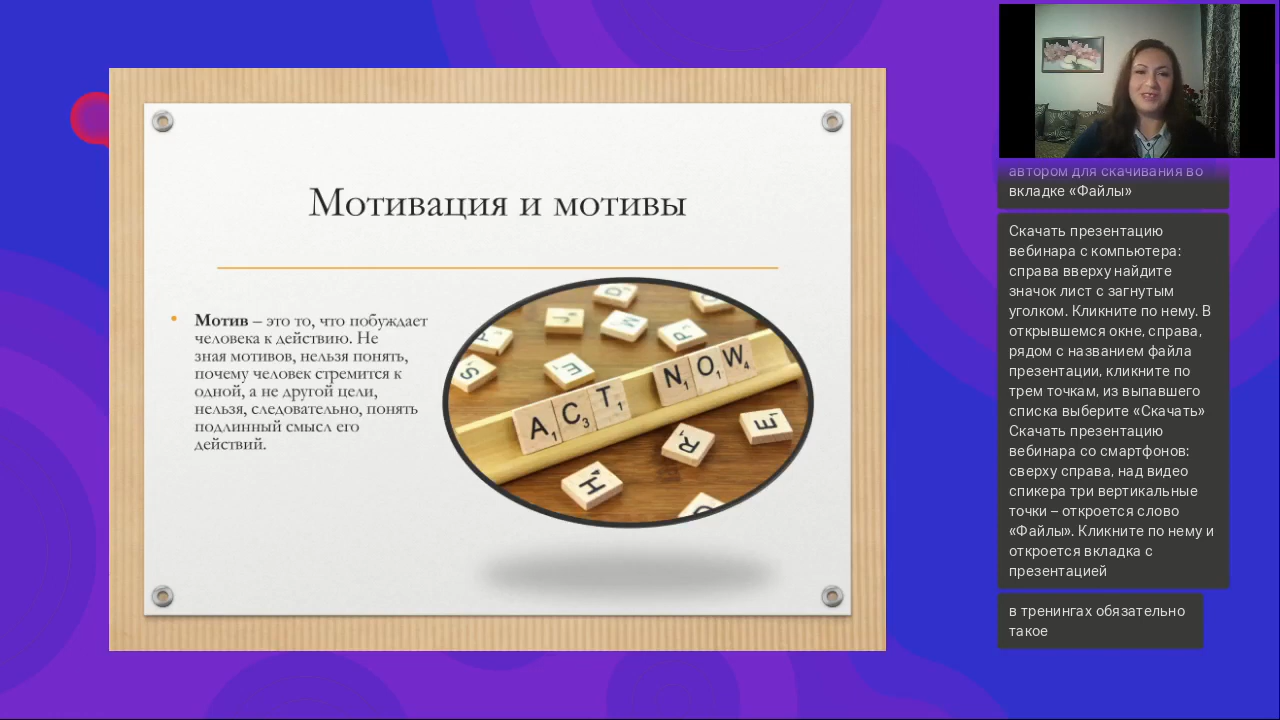 Мотивация и мотивы
Мотив – это то, что побуждает
человека к действию. Не
зная мотивов, нельзя понять,
почему человек стремится к
одной, а не другой цели,
нельзя, следовательно, понять
подлинный смысл его
действий.
D
J
P
N
P
S
E
ACT NOW
R
E
H
автором для скачивания во
вкладке «Файлы»
Скачать презентацию
вебинара с компьютера:
справа вверху найдите
значок лист с загнутым
уголком. Кликните по нему. В
открывшемся окне, справа,
рядом с названием файла
презентации, кликните по
трем точкам, из выпавшего
списка выберите «Скачать»
Скачать презентацию
вебинара со смартфонов:
сверху справа, над видео
спикера три вертикальные
точки – откроется слово
«Файлы». Кликните по нему и
откроется вкладка с
презентацией
в тренингах обязательно
такое